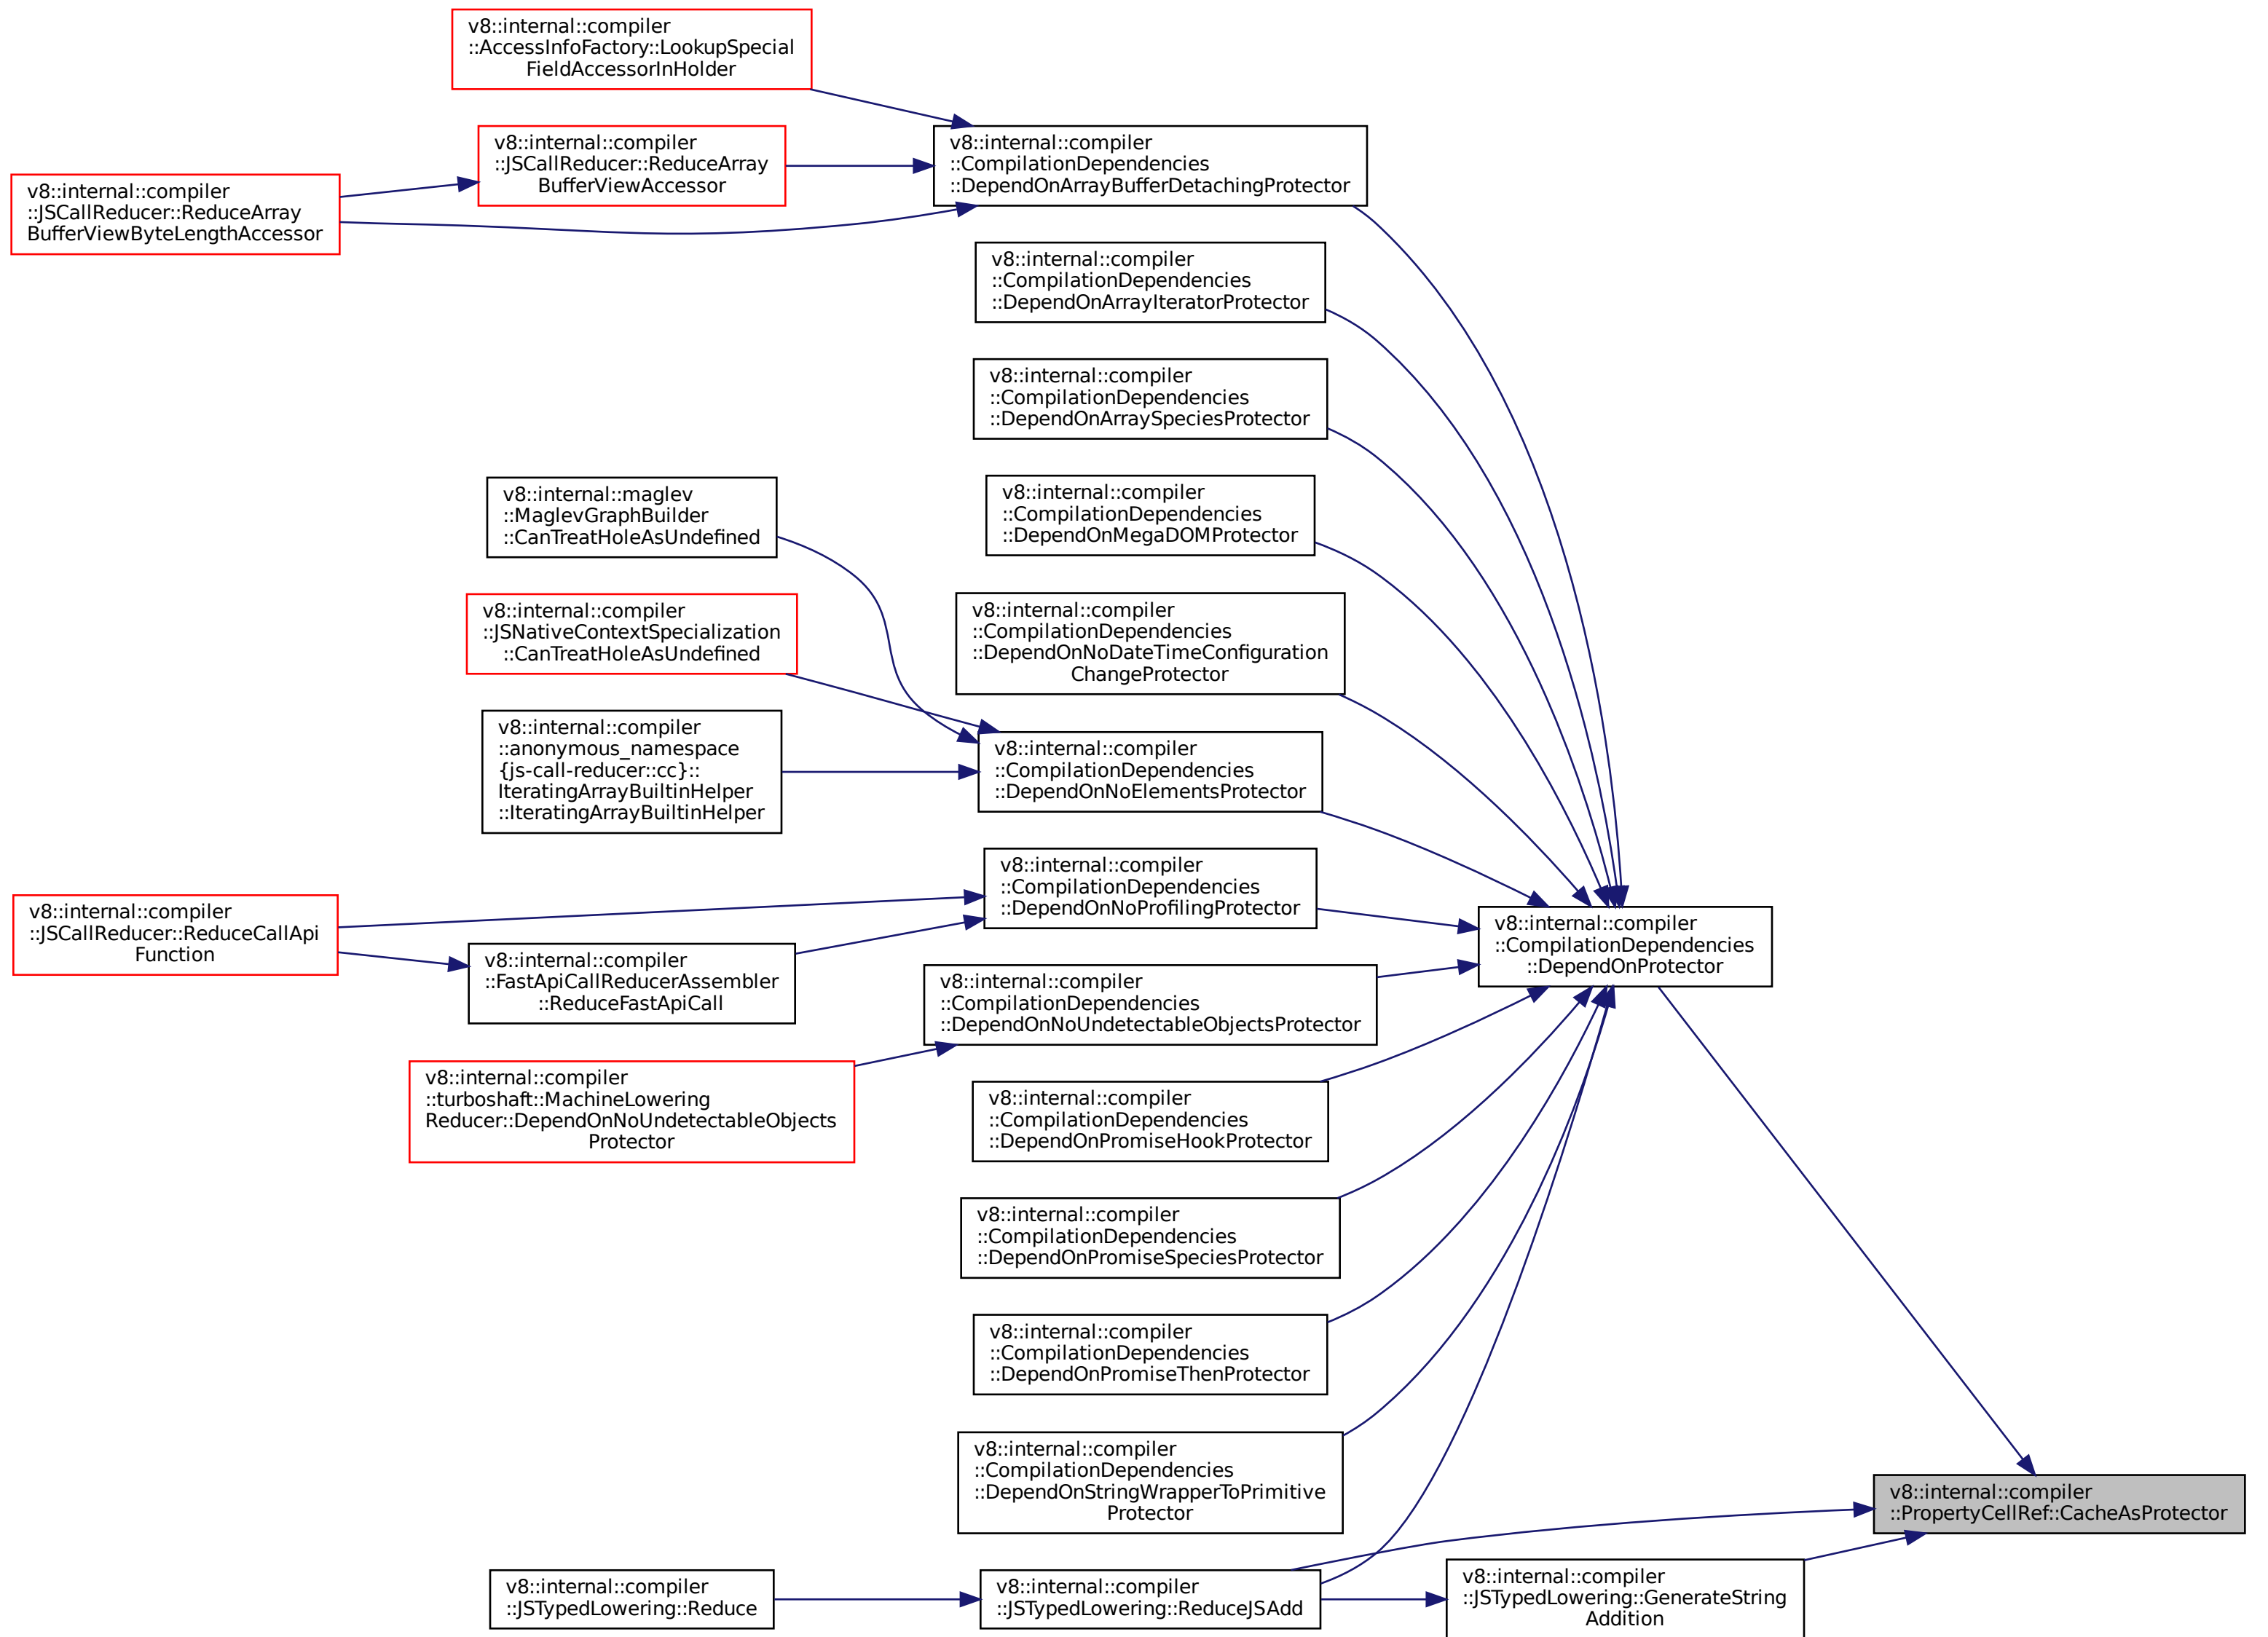 v8::internal::compiler
::AccessInfoFactory::LookupSpecial
FieldAccessorInHolder
v8::internal::compiler
::JSCallReducer::ReduceArray
BufferViewAccessor
v8::internal::compiler
::CompilationDependencies
::DependOnArrayBufferDetachingProtector
v8::internal::compiler
::JSCallReducer::ReduceArray
BufferViewByteLengthAccessor
v8::internal::compiler
::CompilationDependencies
::DependOnArrayIteratorProtector
v8::internal::compiler
::CompilationDependencies
::DependOnArraySpeciesProtector
v8::internal::compiler
::CompilationDependencies
::DependOnMegaDOMProtector
v8::internal::maglev
::MaglevGraphBuilder
::CanTreatHoleAsUndefined
v8::internal::compiler
::JSNativeContextSpecialization
::CanTreatHoleAsUndefined
v8::internal::compiler
::CompilationDependencies
::DependOnNoDateTimeConfiguration
ChangeProtector
v8::internal::compiler
::anonymous_namespace
{js-call-reducer::cc}::
IteratingArrayBuiltinHelper
::IteratingArrayBuiltinHelper
v8::internal::compiler
::CompilationDependencies
::DependOnNoElementsProtector
v8::internal::compiler
::CompilationDependencies
::DependOnNoProfilingProtector
v8::internal::compiler
::JSCallReducer::ReduceCallApi
Function
v8::internal::compiler
::FastApiCallReducerAssembler
::ReduceFastApiCall
v8::internal::compiler
::CompilationDependencies
::DependOnProtector
v8::internal::compiler
::CompilationDependencies
::DependOnNoUndetectableObjectsProtector
v8::internal::compiler
::turboshaft::MachineLowering
Reducer::DependOnNoUndetectableObjects
Protector
v8::internal::compiler
::CompilationDependencies
::DependOnPromiseHookProtector
v8::internal::compiler
::CompilationDependencies
::DependOnPromiseSpeciesProtector
v8::internal::compiler
::CompilationDependencies
::DependOnPromiseThenProtector
v8::internal::compiler
::CompilationDependencies
::DependOnStringWrapperToPrimitive
Protector
v8::internal::compiler
::PropertyCellRef::CacheAsProtector
v8::internal::compiler
::JSTypedLowering::Reduce
v8::internal::compiler
::JSTypedLowering::ReduceJSAdd
v8::internal::compiler
::JSTypedLowering::GenerateString
Addition